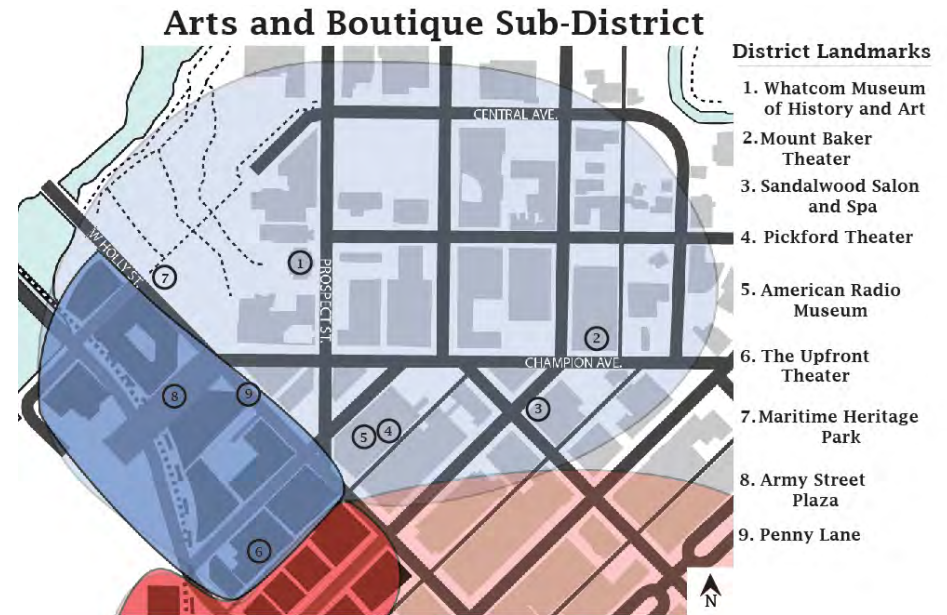 Arts and Boutique Sub-District
District Landmarks
1. Whatcom Museum
of History and Art
2.Mount Baker
Theater
3. Sandalwood Salon
and Spa
4. Pickford Theater
5. American Radio
Museum
6. The Upfront
Theater
7.Maritime Heritage
Park
8. Army Street
Plaza
9. Penny Lane
CENTRAL AVE.
W HOLLY ST.
PROSPECT ST.
CHAMPION AVE.
1
2
3
4
5
6
7
8
9
N